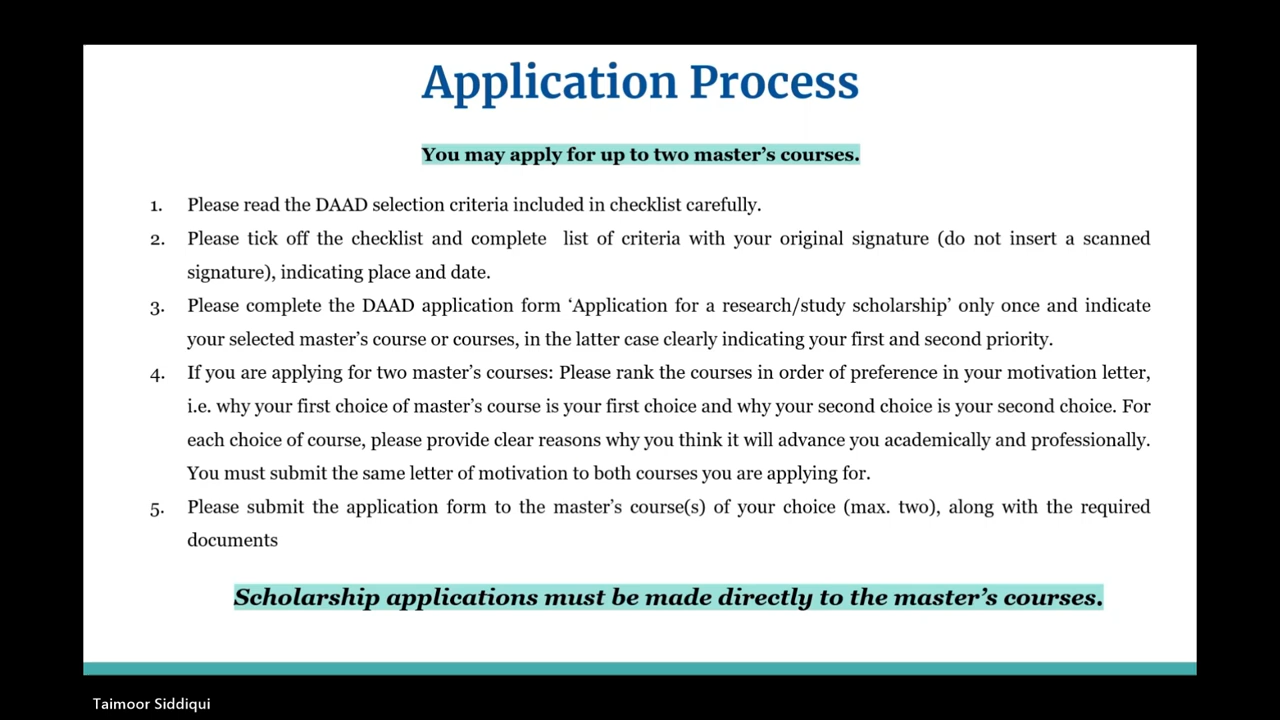 Application Process
You may apply for up to two master’s courses.
1. Please read the DAAD selection criteria included in checklist carefully.
2. Please tick off the checklist and complete list of criteria with your original signature (do not insert a scanned
signature), indicating place and date.
3. Please complete the DAAD application form ‘Application for a research/study scholarship’ only once and indicate
your selected master’s course or courses, in the latter case clearly indicating your first and second priority.
4. If you are applying for two master’s courses: Please rank the courses in order of preference in your motivation letter,
i.e. why your first choice of master’s course is your first choice and why your second choice is your second choice. For
each choice of course, please provide clear reasons why you think it will advance you academically and professionally.
You must submit the same letter of motivation to both courses you are applying for.
5. Please submit the application form to the master’s course(s) of your choice (max. two), along with the required
documents
Scholarship applications must be made directly to the master’s courses.
Taimoor Siddiqui